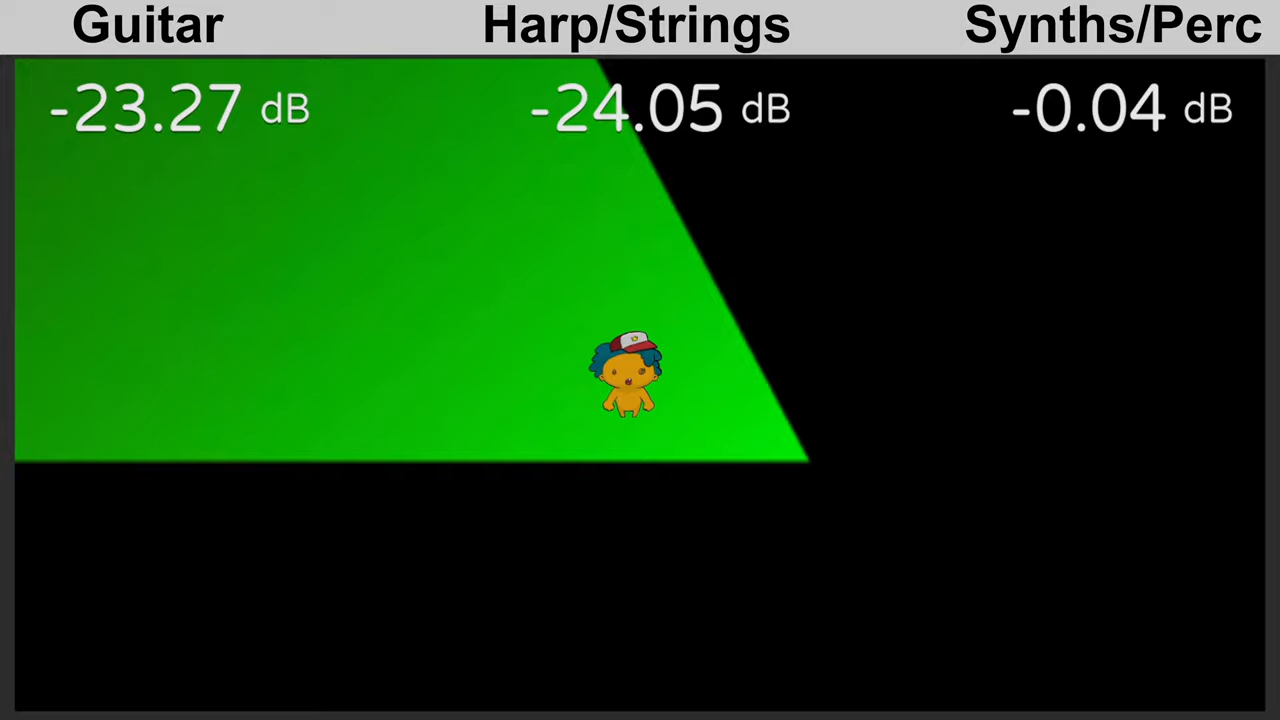 Guitar Harp/Strings Synths/Perc
-23.27 dB -24.05 dB -0.04 dB